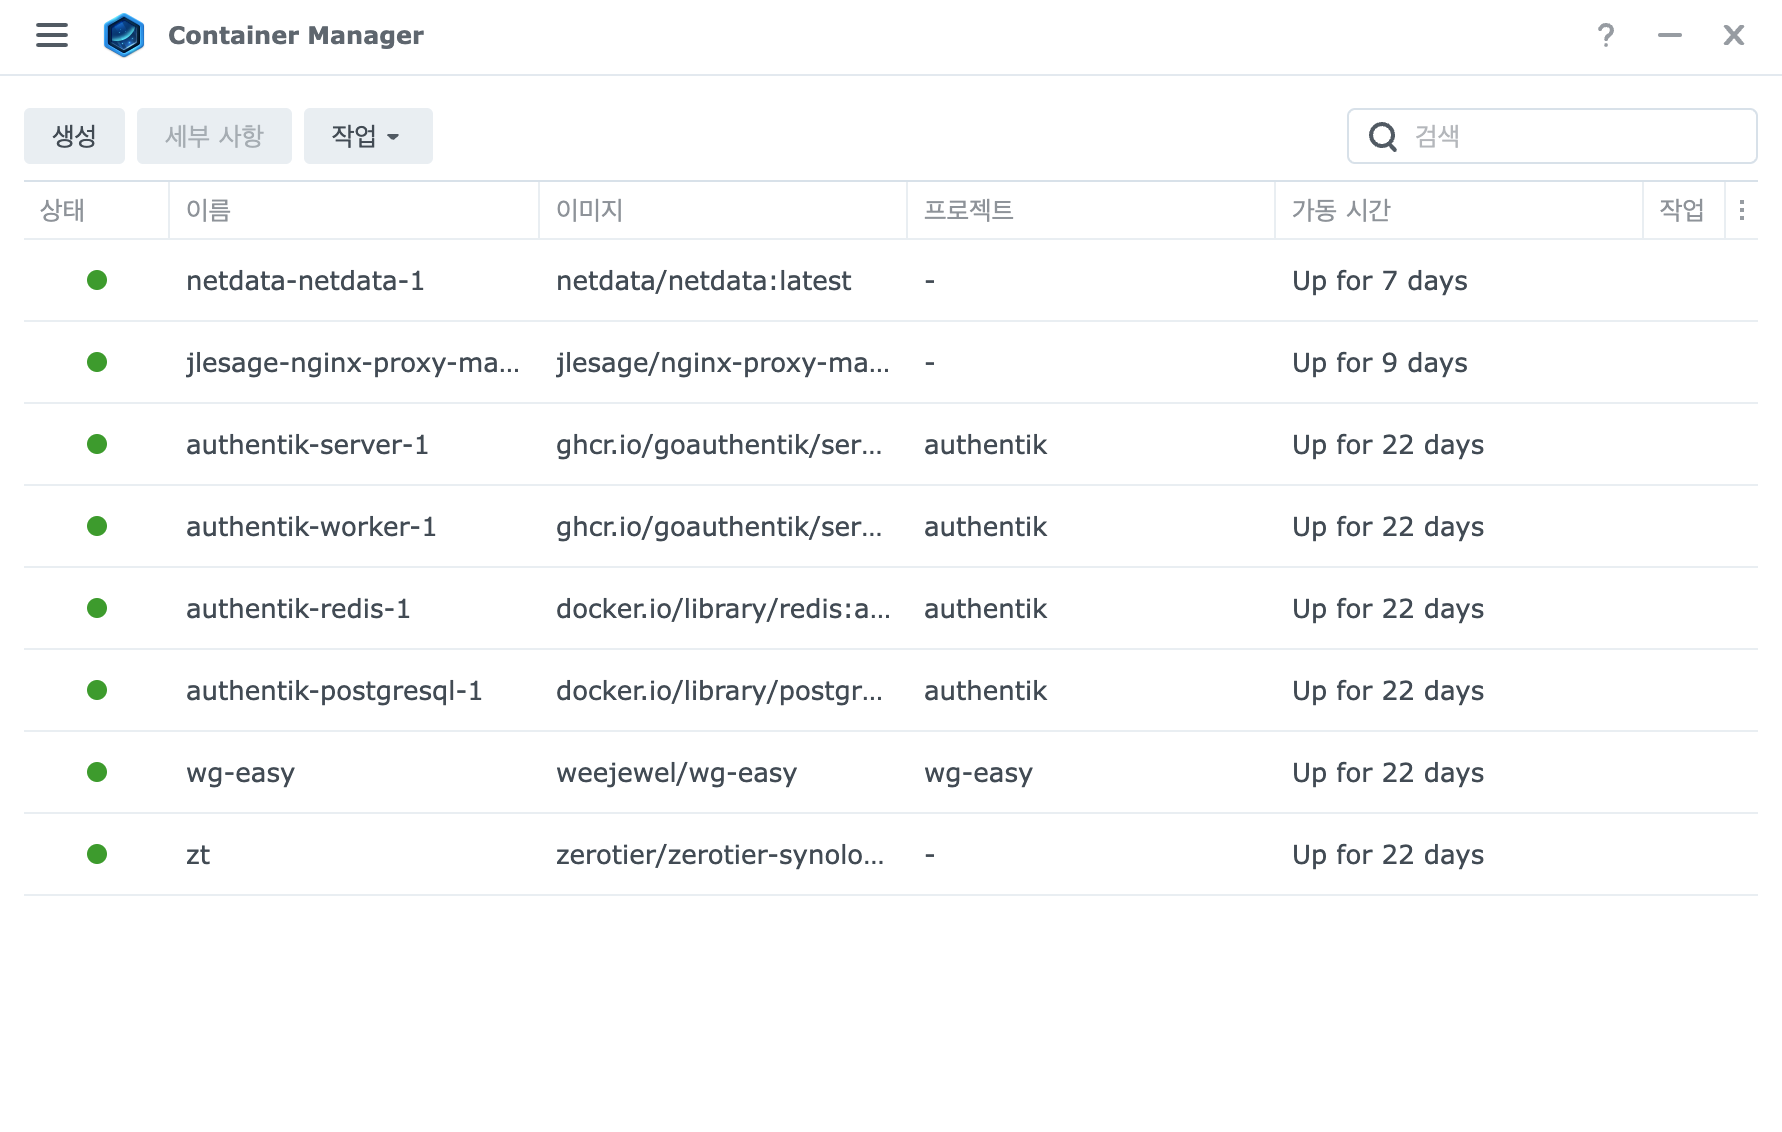 Container Manager
생성 세부 사항 작업 검색
상태 이름 이미지 프로젝트 가동 시간 작업
netdata-netdata-1 netdata/netdata:latest - Up for 7 days
jlesage-nginx-proxy-ma... jlesage/nginx-proxy-ma... - Up for 9 days
authentik-server-1 ghcr.io/goauthentik/ser... authentik Up for 22 days
authentik-worker-1 ghcr.io/goauthentik/ser... authentik Up for 22 days
authentik-redis-1 docker.io/library/redis:a... authentik Up for 22 days
authentik-postgresql-1 docker.io/library/postgr... authentik Up for 22 days
wg-easy weejewel/wg-easy wg-easy Up for 22 days
zt zerotier/zerotier-synolo... - Up for 22 days